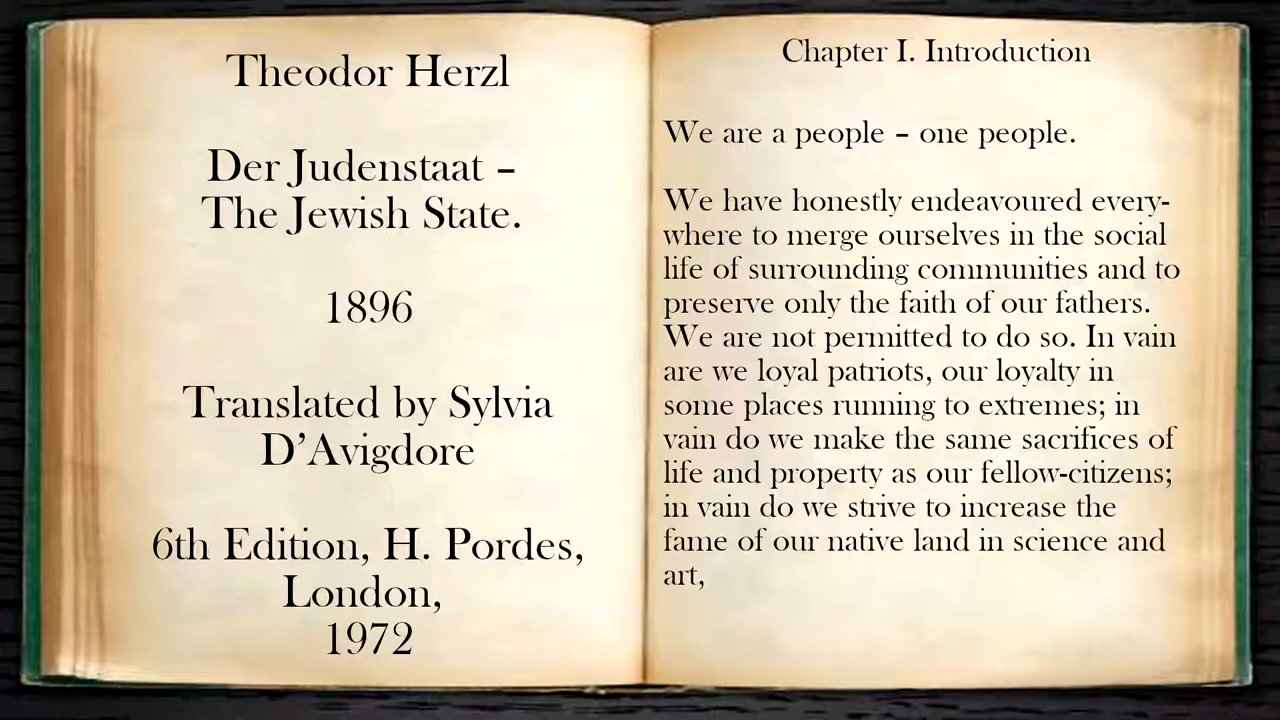 Theodor Herzl
Der Judenstaat –
The Jewish State.
1896
Translated by Sylvia
D’Avigdore
6th Edition, H. Pordes,
London,
1972
Chapter I. Introduction
We are a people – one people.
We have honestly endeavoured every-
where to merge ourselves in the social
life of surrounding communities and to
preserve only the faith of our fathers.
We are not permitted to do so. In vain
are we loyal patriots, our loyalty in
some places running to extremes; in
vain do we make the same sacrifices of
life and property as our fellow-citizens;
in vain do we strive to increase the
fame of our native land in science and
art,